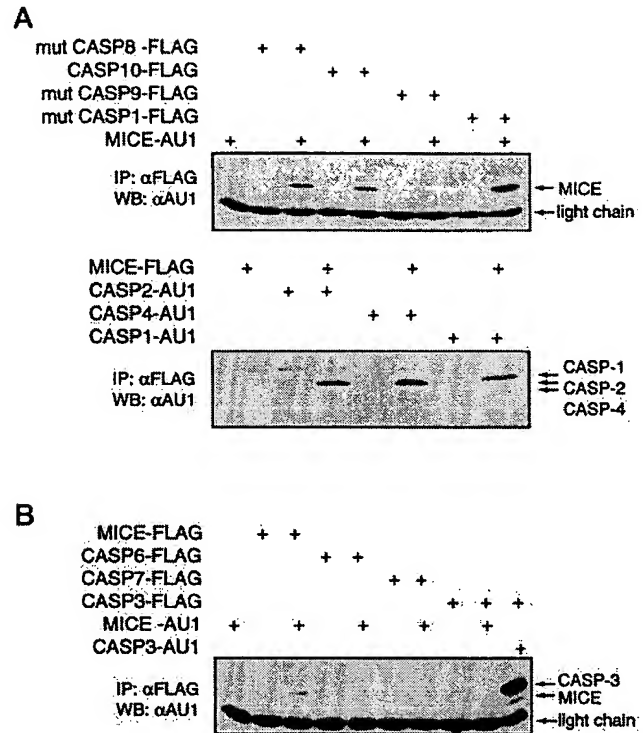 A
mut CASP8 -FLAG + +
CASP10-FLAG + +
mut CASP9-FLAG + +
mut CASP1-FLAG + +
MICE-AU1 + + + + +
IP: αFLAG
WB: αAU1
← MICE
← light chain
MICE-FLAG + + + +
CASP2-AU1 + +
CASP4-AU1 + +
CASP1-AU1 + +
IP: αFLAG
WB: αAU1
CASP-1
CASP-2
CASP-4
B
MICE-FLAG + +
CASP6-FLAG + +
CASP7-FLAG + +
CASP3-FLAG + + +
MICE -AU1 + + + + +
CASP3-AU1 +
IP: αFLAG
WB: αAU1
← CASP-3
← MICE
← light chain